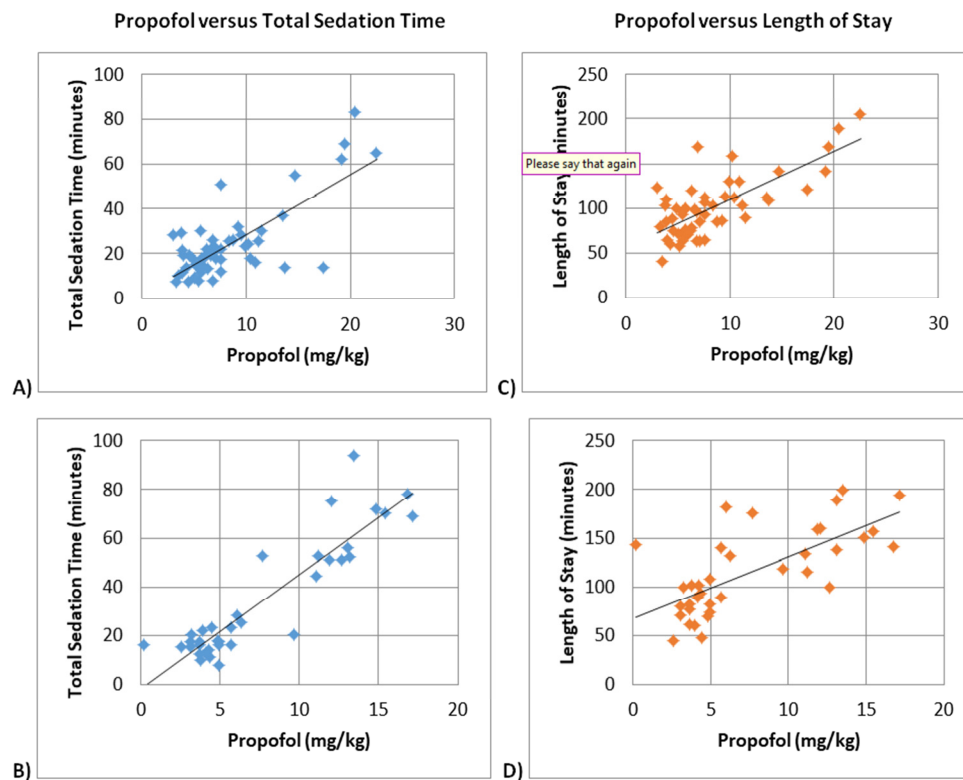 Propofol versus Total Sedation Time
Propofol versus Length of Stay
Total Sedation Time (minutes)
100
80
60
40
20
0
0 10 20 30
Propofol (mg/kg)
A)
Length of Stay minutes)
250
200
150
100
50
0
0 10 20 30
Propofol (mg/kg)
C)
Please say that again
Total Sedation Time (minutes)
100
80
60
40
20
0
0 5 10 15 20
Propofol (mg/kg)
B)
Length of Stay (minutes)
250
200
150
100
50
0
0 5 10 15 20
Propofol (mg/kg)
D)